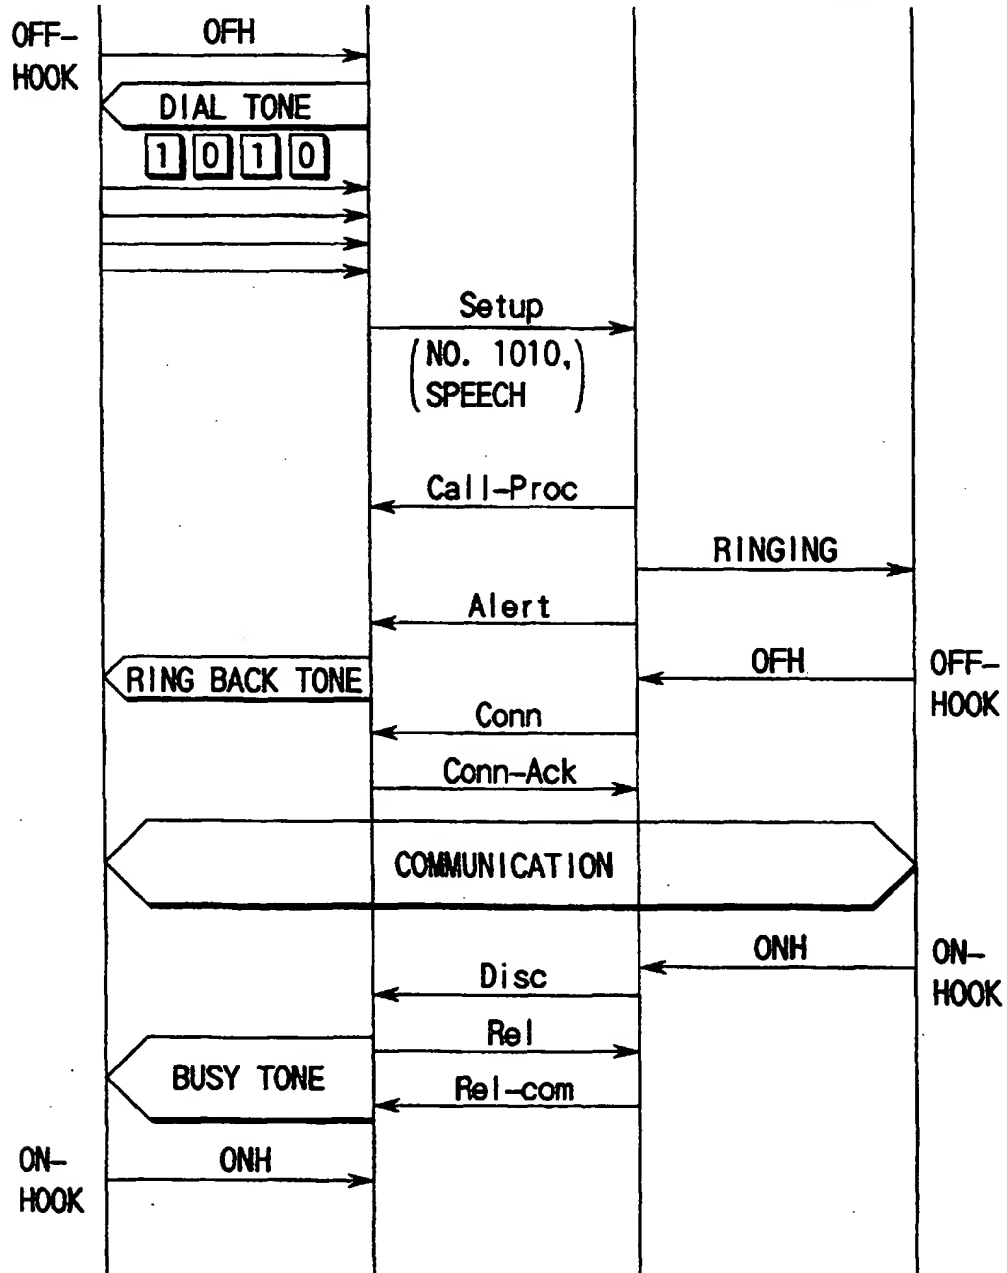 OFF-
HOOK
OFH
DIAL TONE
1 0 1 0
Setup
(NO. 1010,
SPEECH)
Call-Proc
RINGING
Alert
RING BACK TONE
OFH
OFF-
HOOK
Conn
Conn-Ack
COMMUNICATION
ONH
ON-
HOOK
Disc
Rel
BUSY TONE
Rel-com
ON-
HOOK
ONH